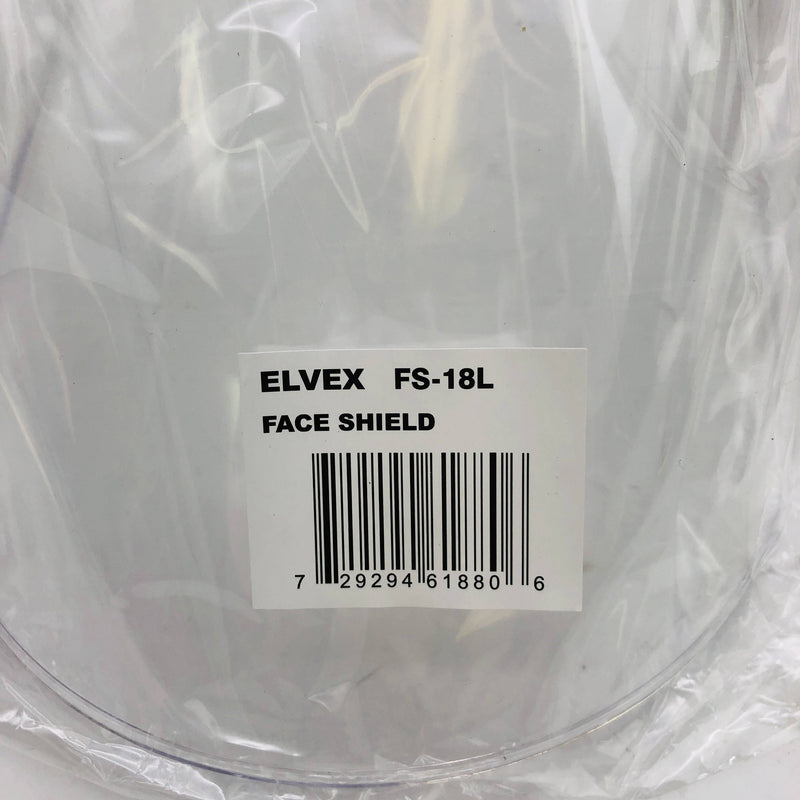 ELVEX FS-18L
FACE SHIELD
7 29294 61880 6